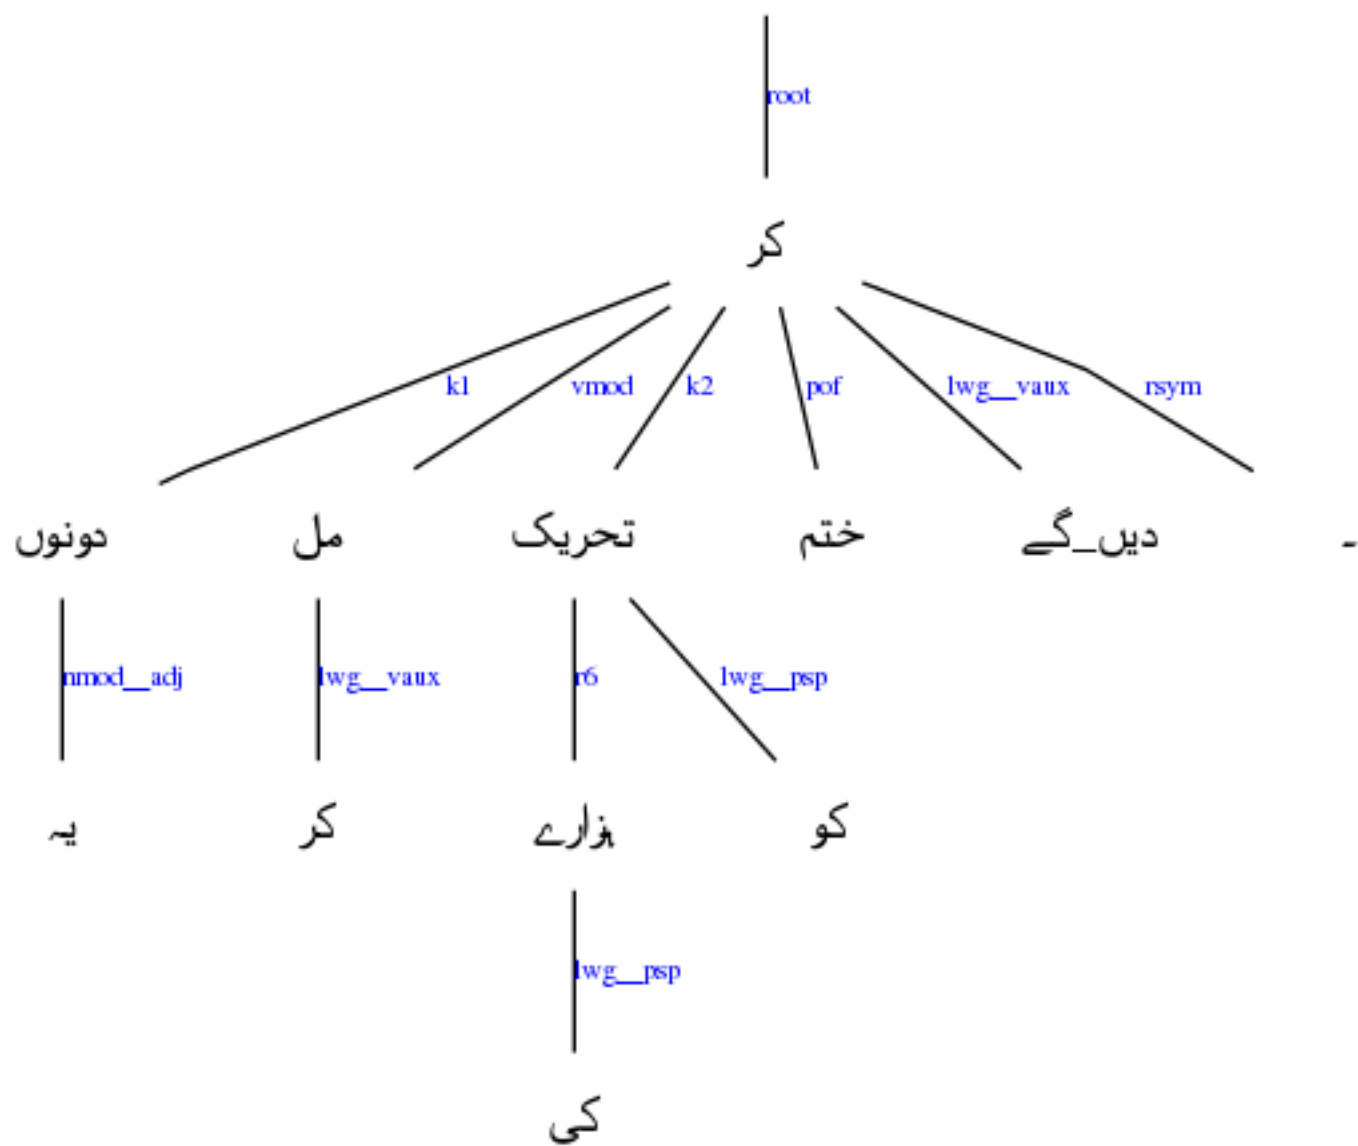 root
کر
k1 vmod k2 pof lwg__vaux rsym
دونوں مل تحریک ختم دیں_گے ۔
nmod__adj lwg__vaux r6 lwg__psp
یہ کر ہزارے کو
lwg__psp
کی